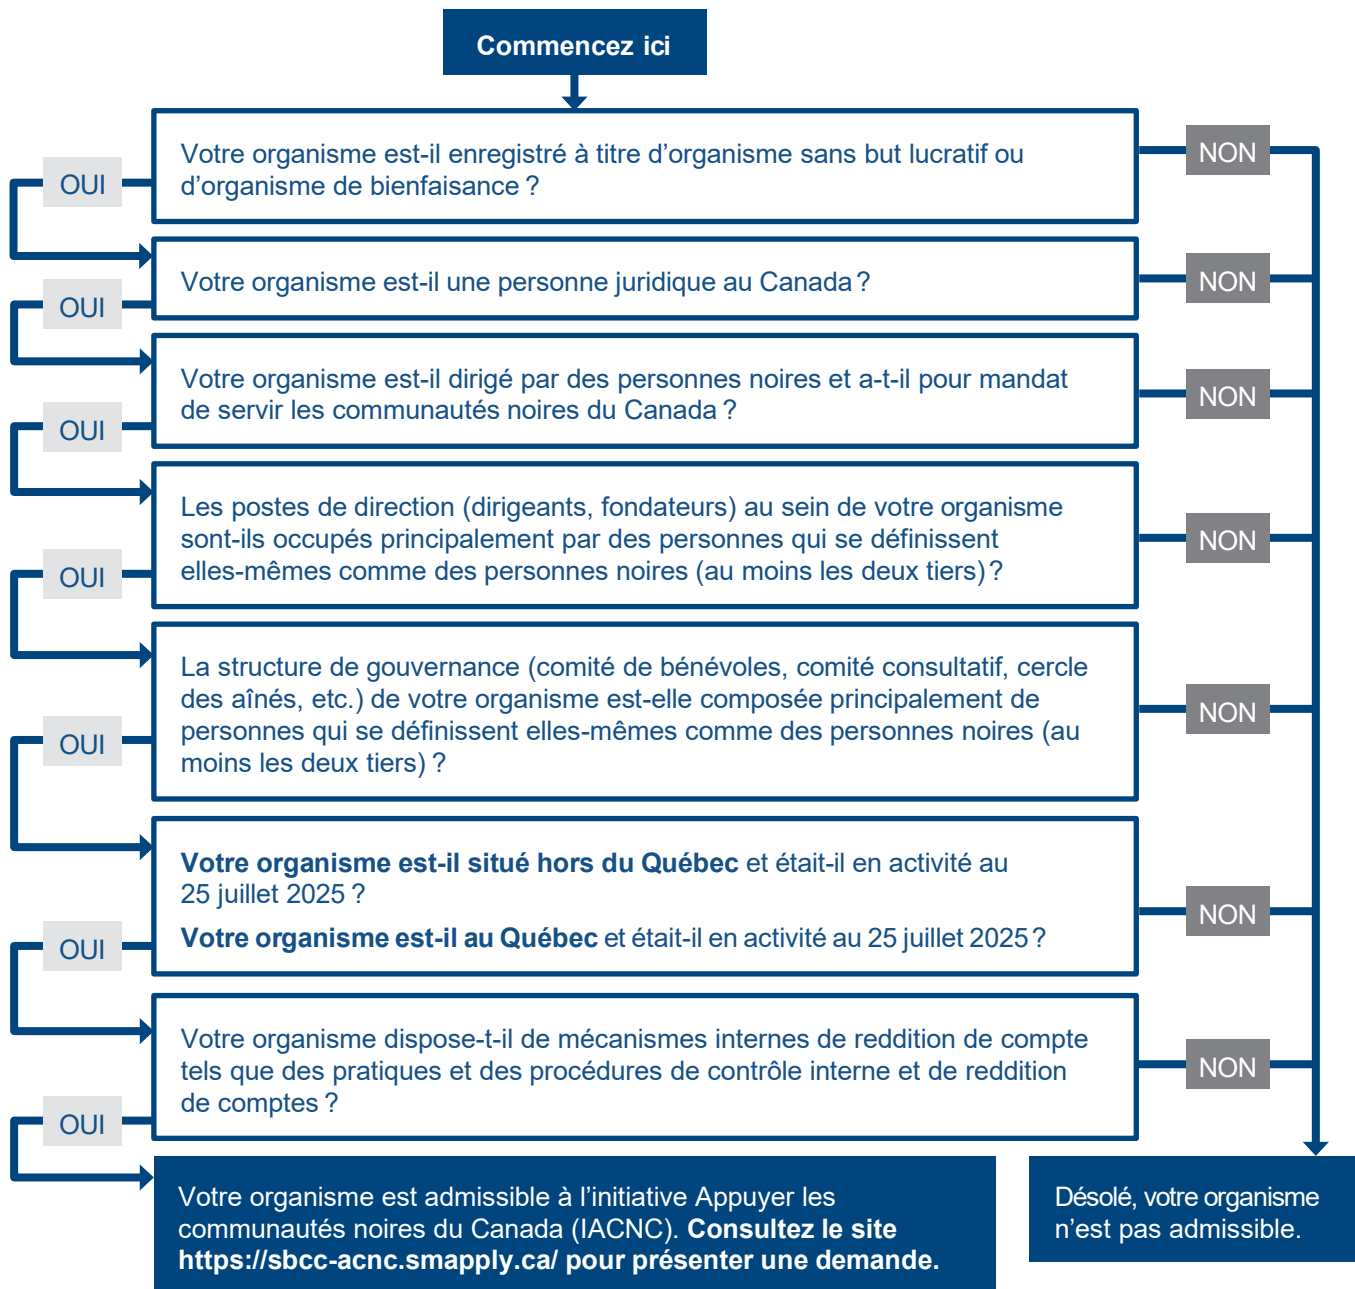 Commencez ici
Votre organisme est-il enregistré à titre d’organisme sans but lucratif ou
d’organisme de bienfaisance ?
NON
OUI
Votre organisme est-il une personne juridique au Canada ?
NON
OUI
Votre organisme est-il dirigé par des personnes noires et a-t-il pour mandat
de servir les communautés noires du Canada ?
NON
OUI
Les postes de direction (dirigeants, fondateurs) au sein de votre organisme
sont-ils occupés principalement par des personnes qui se définissent
elles-mêmes comme des personnes noires (au moins les deux tiers) ?
NON
OUI
La structure de gouvernance (comité de bénévoles, comité consultatif, cercle
des aînés, etc.) de votre organisme est-elle composée principalement de
personnes qui se définissent elles-mêmes comme des personnes noires (au
moins les deux tiers) ?
NON
OUI
Votre organisme est-il situé hors du Québec et était-il en activité au
25 juillet 2025 ?
Votre organisme est-il au Québec et était-il en activité au 25 juillet 2025 ?
NON
OUI
Votre organisme dispose-t-il de mécanismes internes de reddition de compte
tels que des pratiques et des procédures de contrôle interne et de reddition
de comptes ?
NON
OUI
Votre organisme est admissible à l’initiative Appuyer les
communautés noires du Canada (IACNC). Consultez le site
https://sbcc-acnc.smapply.ca/ pour présenter une demande.
Désolé, votre organisme
n’est pas admissible.